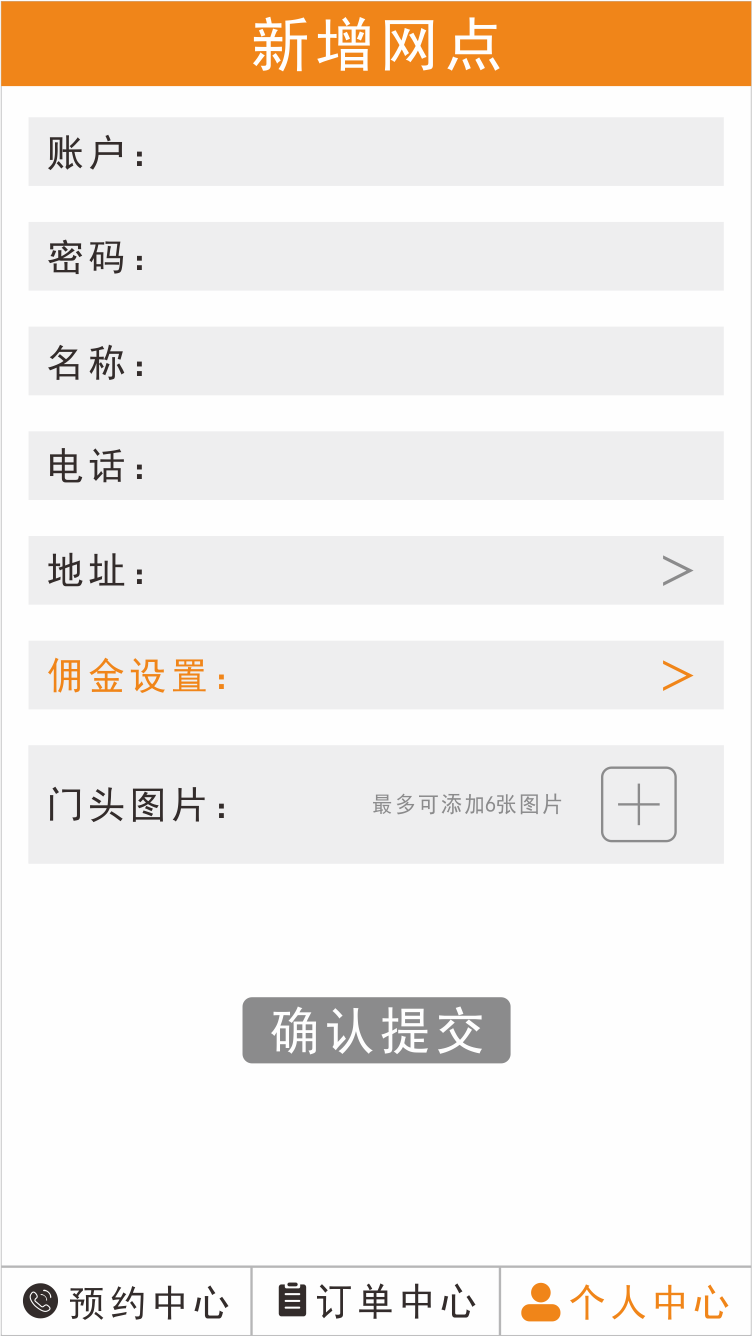 新增网点
账户：
密码：
名称：
电话：
地址： >
佣金设置： >
门头图片： 最多可添加6张图片
确认提交
预约中心 订单中心 个人中心